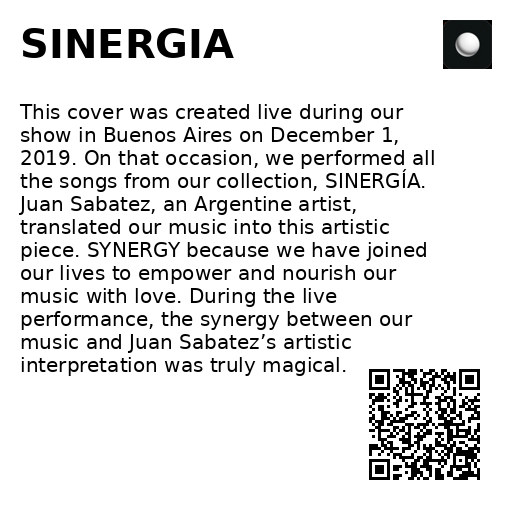 SINERGIA
This cover was created live during our
show in Buenos Aires on December 1,
2019. On that occasion, we performed all
the songs from our collection, SINERGÍA.
Juan Sabatez, an Argentine artist,
translated our music into this artistic
piece. SYNERGY because we have joined
our lives to empower and nourish our
music with love. During the live
performance, the synergy between our
music and Juan Sabatez’s artistic
interpretation was truly magical.